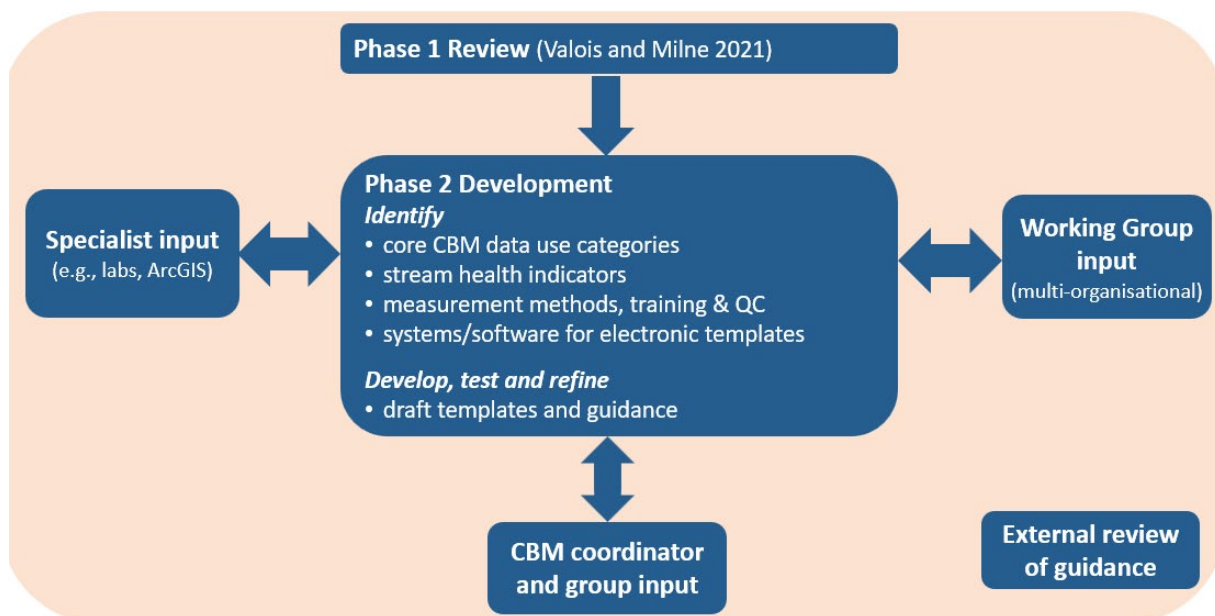 Phase 1 Review (Valois and Milne 2021)
Phase 2 Development
Identify
• core CBM data use categories
• stream health indicators
• measurement methods, training & QC
• systems/software for electronic templates
Develop, test and refine
• draft templates and guidance
Specialist input
(e.g., labs, ArcGIS)
Working Group
input
(multi-organisational)
CBM coordinator
and group input
External review
of guidance